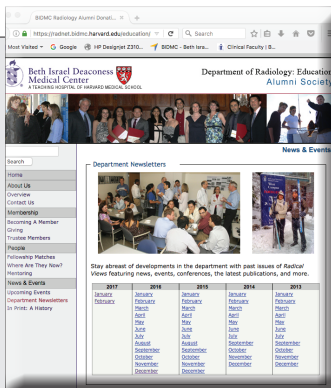 BIDMC Radiology Alumni Donati...
https://radnet.bidmc.harvard.edu/education/
Search
Most Visited
Google
HP Designjet Z310...
BIDMC - Beth Isra...
Clinical Faculty | B...
Beth Israel Deaconess
Medical Center
A TEACHING HOSPITAL OF HARVARD MEDICAL SCHOOL
Department of Radiology: Education
Alumni Society
News & Events
Search
Home
About Us
Overview
Contact Us
Membership
Becoming A Member
Giving
Trustee Members
People
Fellowship Matches
Where Are They Now?
Mentoring
News & Events
Upcoming Events
Department Newsletters
In Print: A History
Department Newsletters
Stay abreast of developments in the department with past issues of Radical
Views featuring news, events, conferences, the latest publications, and more.
2017 2016 2015 2014 2013
January January January January January
February February February February February
March March March March
April April April April
May May May May
June June June June
July July July July
August August September September
September September October October
October October November November
November November December December
December December